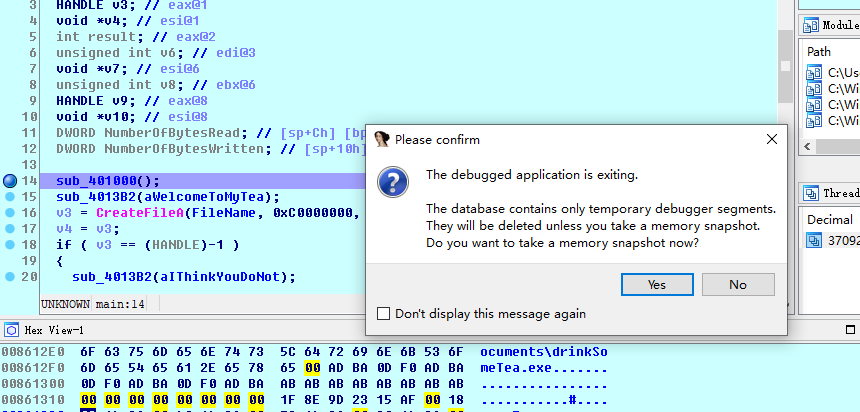 3 HANDLE v3; // eax@1
4 void *v4; // esi@1
5 int result; // eax@2
6 unsigned int v6; // edi@3
7 void *v7; // esi@6
8 unsigned int v8; // ebx@6
9 HANDLE v9; // eax@8
10 void *v10; // esi@8
11 DWORD NumberOfBytesRead; // [sp+Ch] [bp
12 DWORD NumberOfBytesWritten; // [sp+10h]
13
14 sub_401000();
15 sub_4013B2(aWelcomeToMyTea);
16 v3 = CreateFileA(FileName, 0xC0000000,
17 v4 = v3;
18 if ( v3 == (HANDLE)-1 )
19 {
20 sub_4013B2(aIThinkYouDoNot);
UNKNOWN main:14
Please confirm
The debugged application is exiting.
The database contains only temporary debugger segments.
They will be deleted unless you take a memory snapshot.
Do you want to take a memory snapshot now?
Yes No
Don't display this message again
Module
Path
C:\Use
C:\Wi
C:\Wi
C:\Wi
Thread
Decimal
37092
Hex View-1
008612E0 6F 63 75 6D 65 6E 74 73 5C 64 72 69 6E 6B 53 6F ocuments\drinkSo
008612F0 6D 65 54 65 61 2E 65 78 65 00 AD BA 0D F0 AD BA meTea.exe.......
00861300 0D F0 AD BA 0D F0 AD BA AB AB AB AB AB AB AB AB ................
00861310 00 00 00 00 00 00 00 00 1F 8E 9D 23 15 AF 00 18 ...........#....